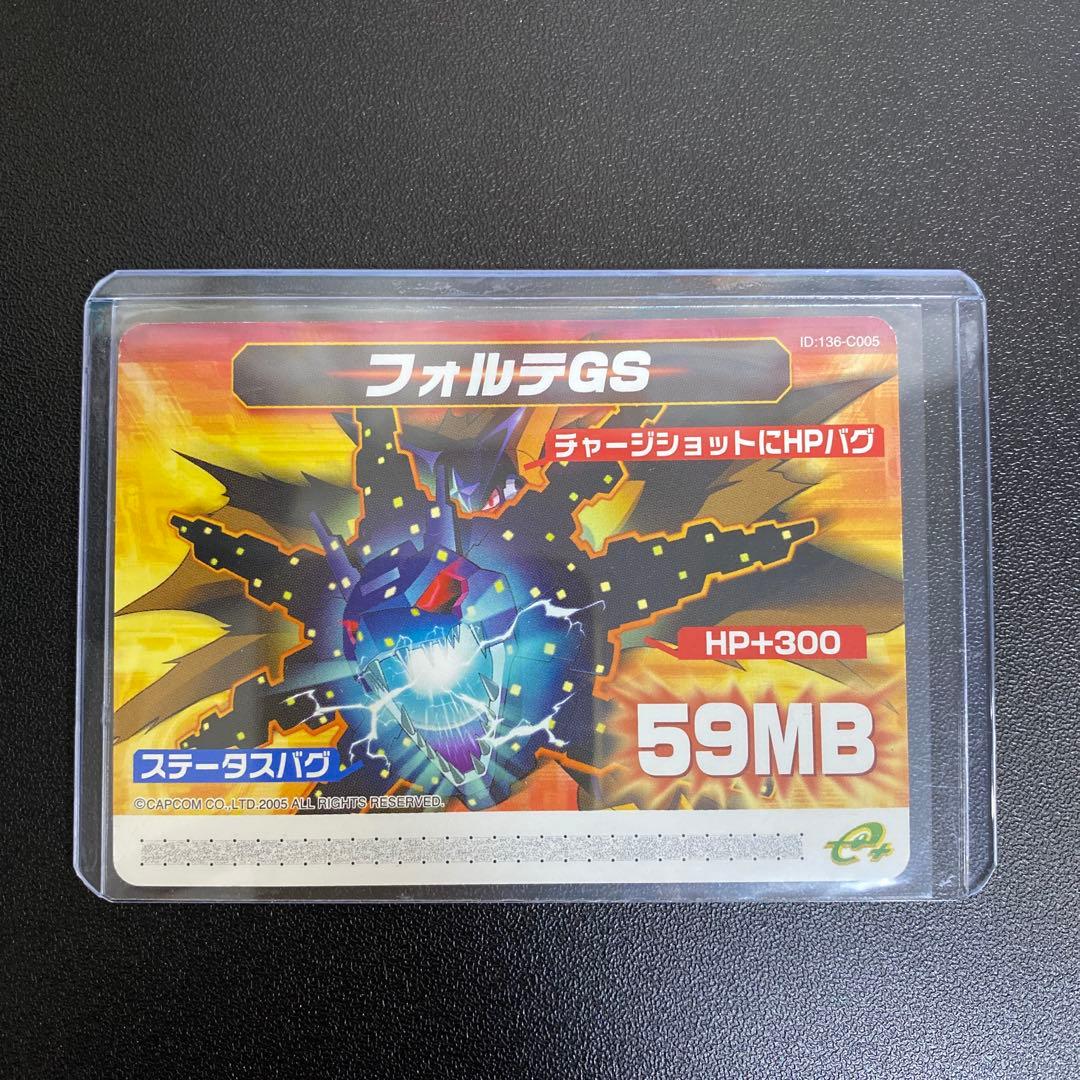 ID:136-C005
フォルテGS
チャージショットにHPバグ
HP+300
59MB
ステータスバグ
©CAPCOM CO.,LTD.2005 ALL RIGHTS RESERVED.
e+